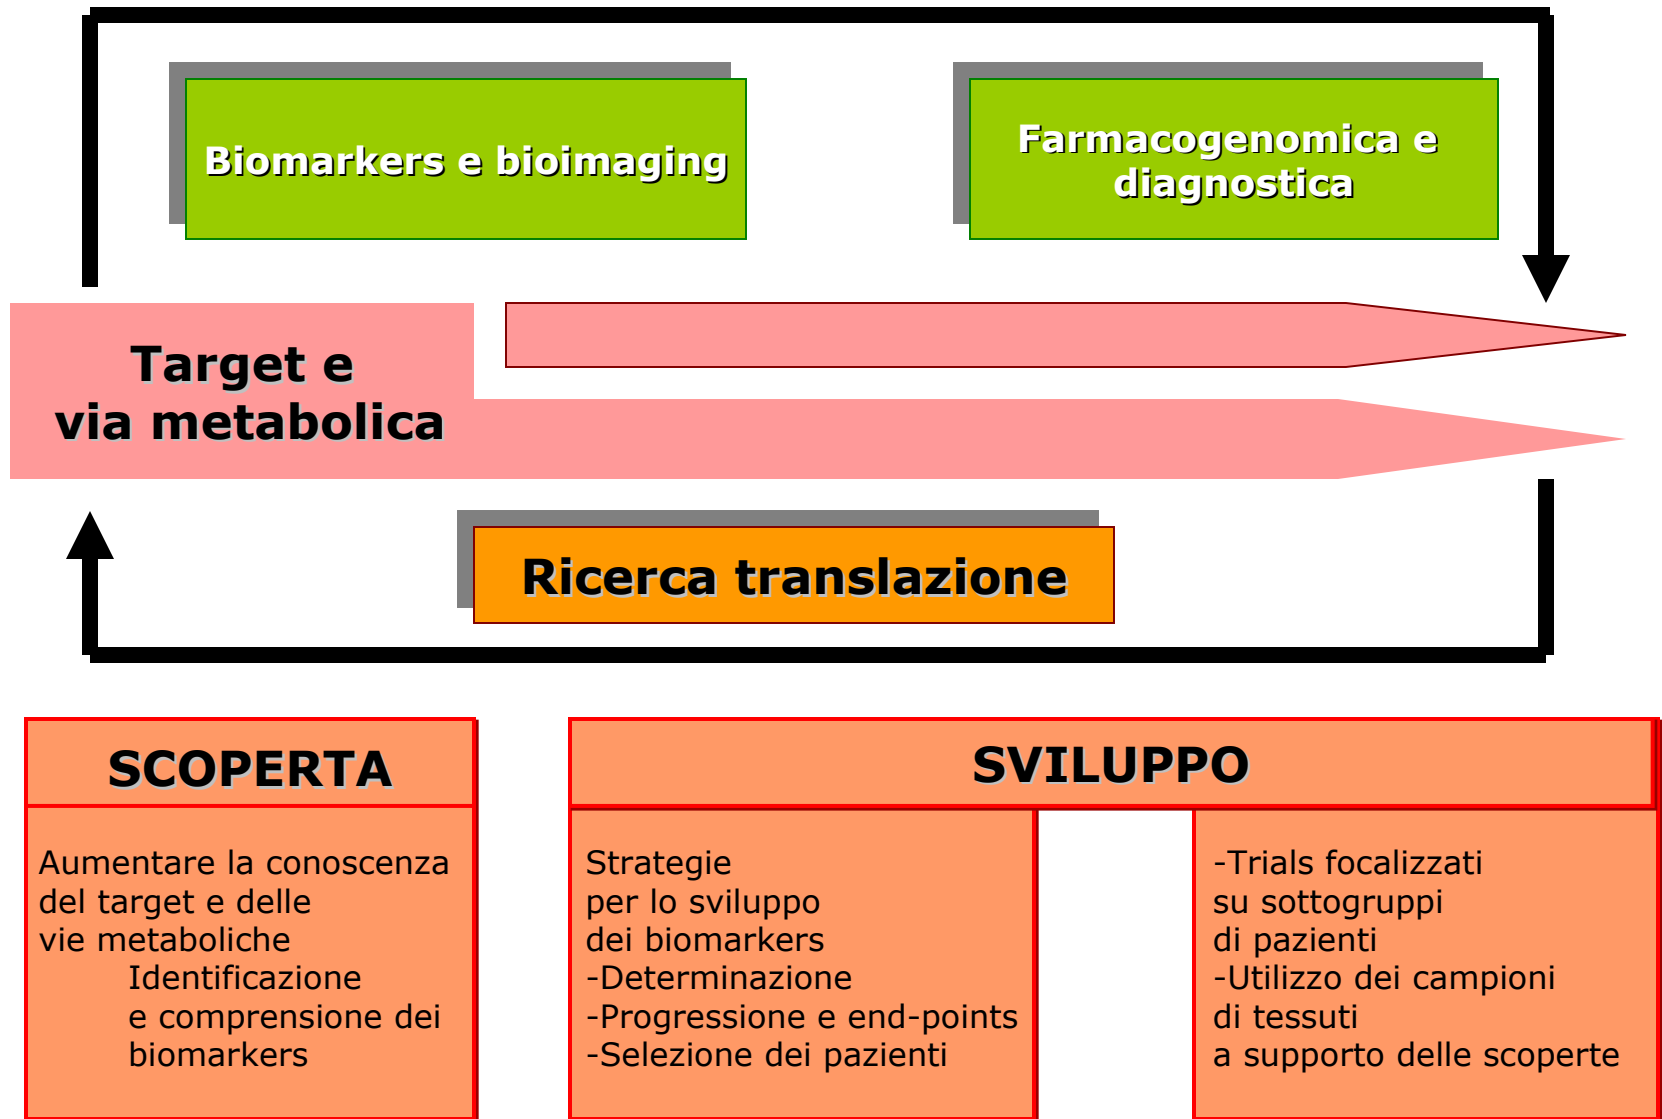 Biomarkers e bioimaging
Farmacogenomica e
diagnostica
Target e
via metabolica
Ricerca translazione
SCOPERTA
Aumentare la conoscenza
del target e delle
vie metaboliche
Identificazione
e comprensione dei
biomarkers
SVILUPPO
Strategie
per lo sviluppo
dei biomarkers
-Determinazione
-Progressione e end-points
-Selezione dei pazienti
-Trials focalizzati
su sottogruppi
di pazienti
-Utilizzo dei campioni
di tessuti
a supporto delle scoperte